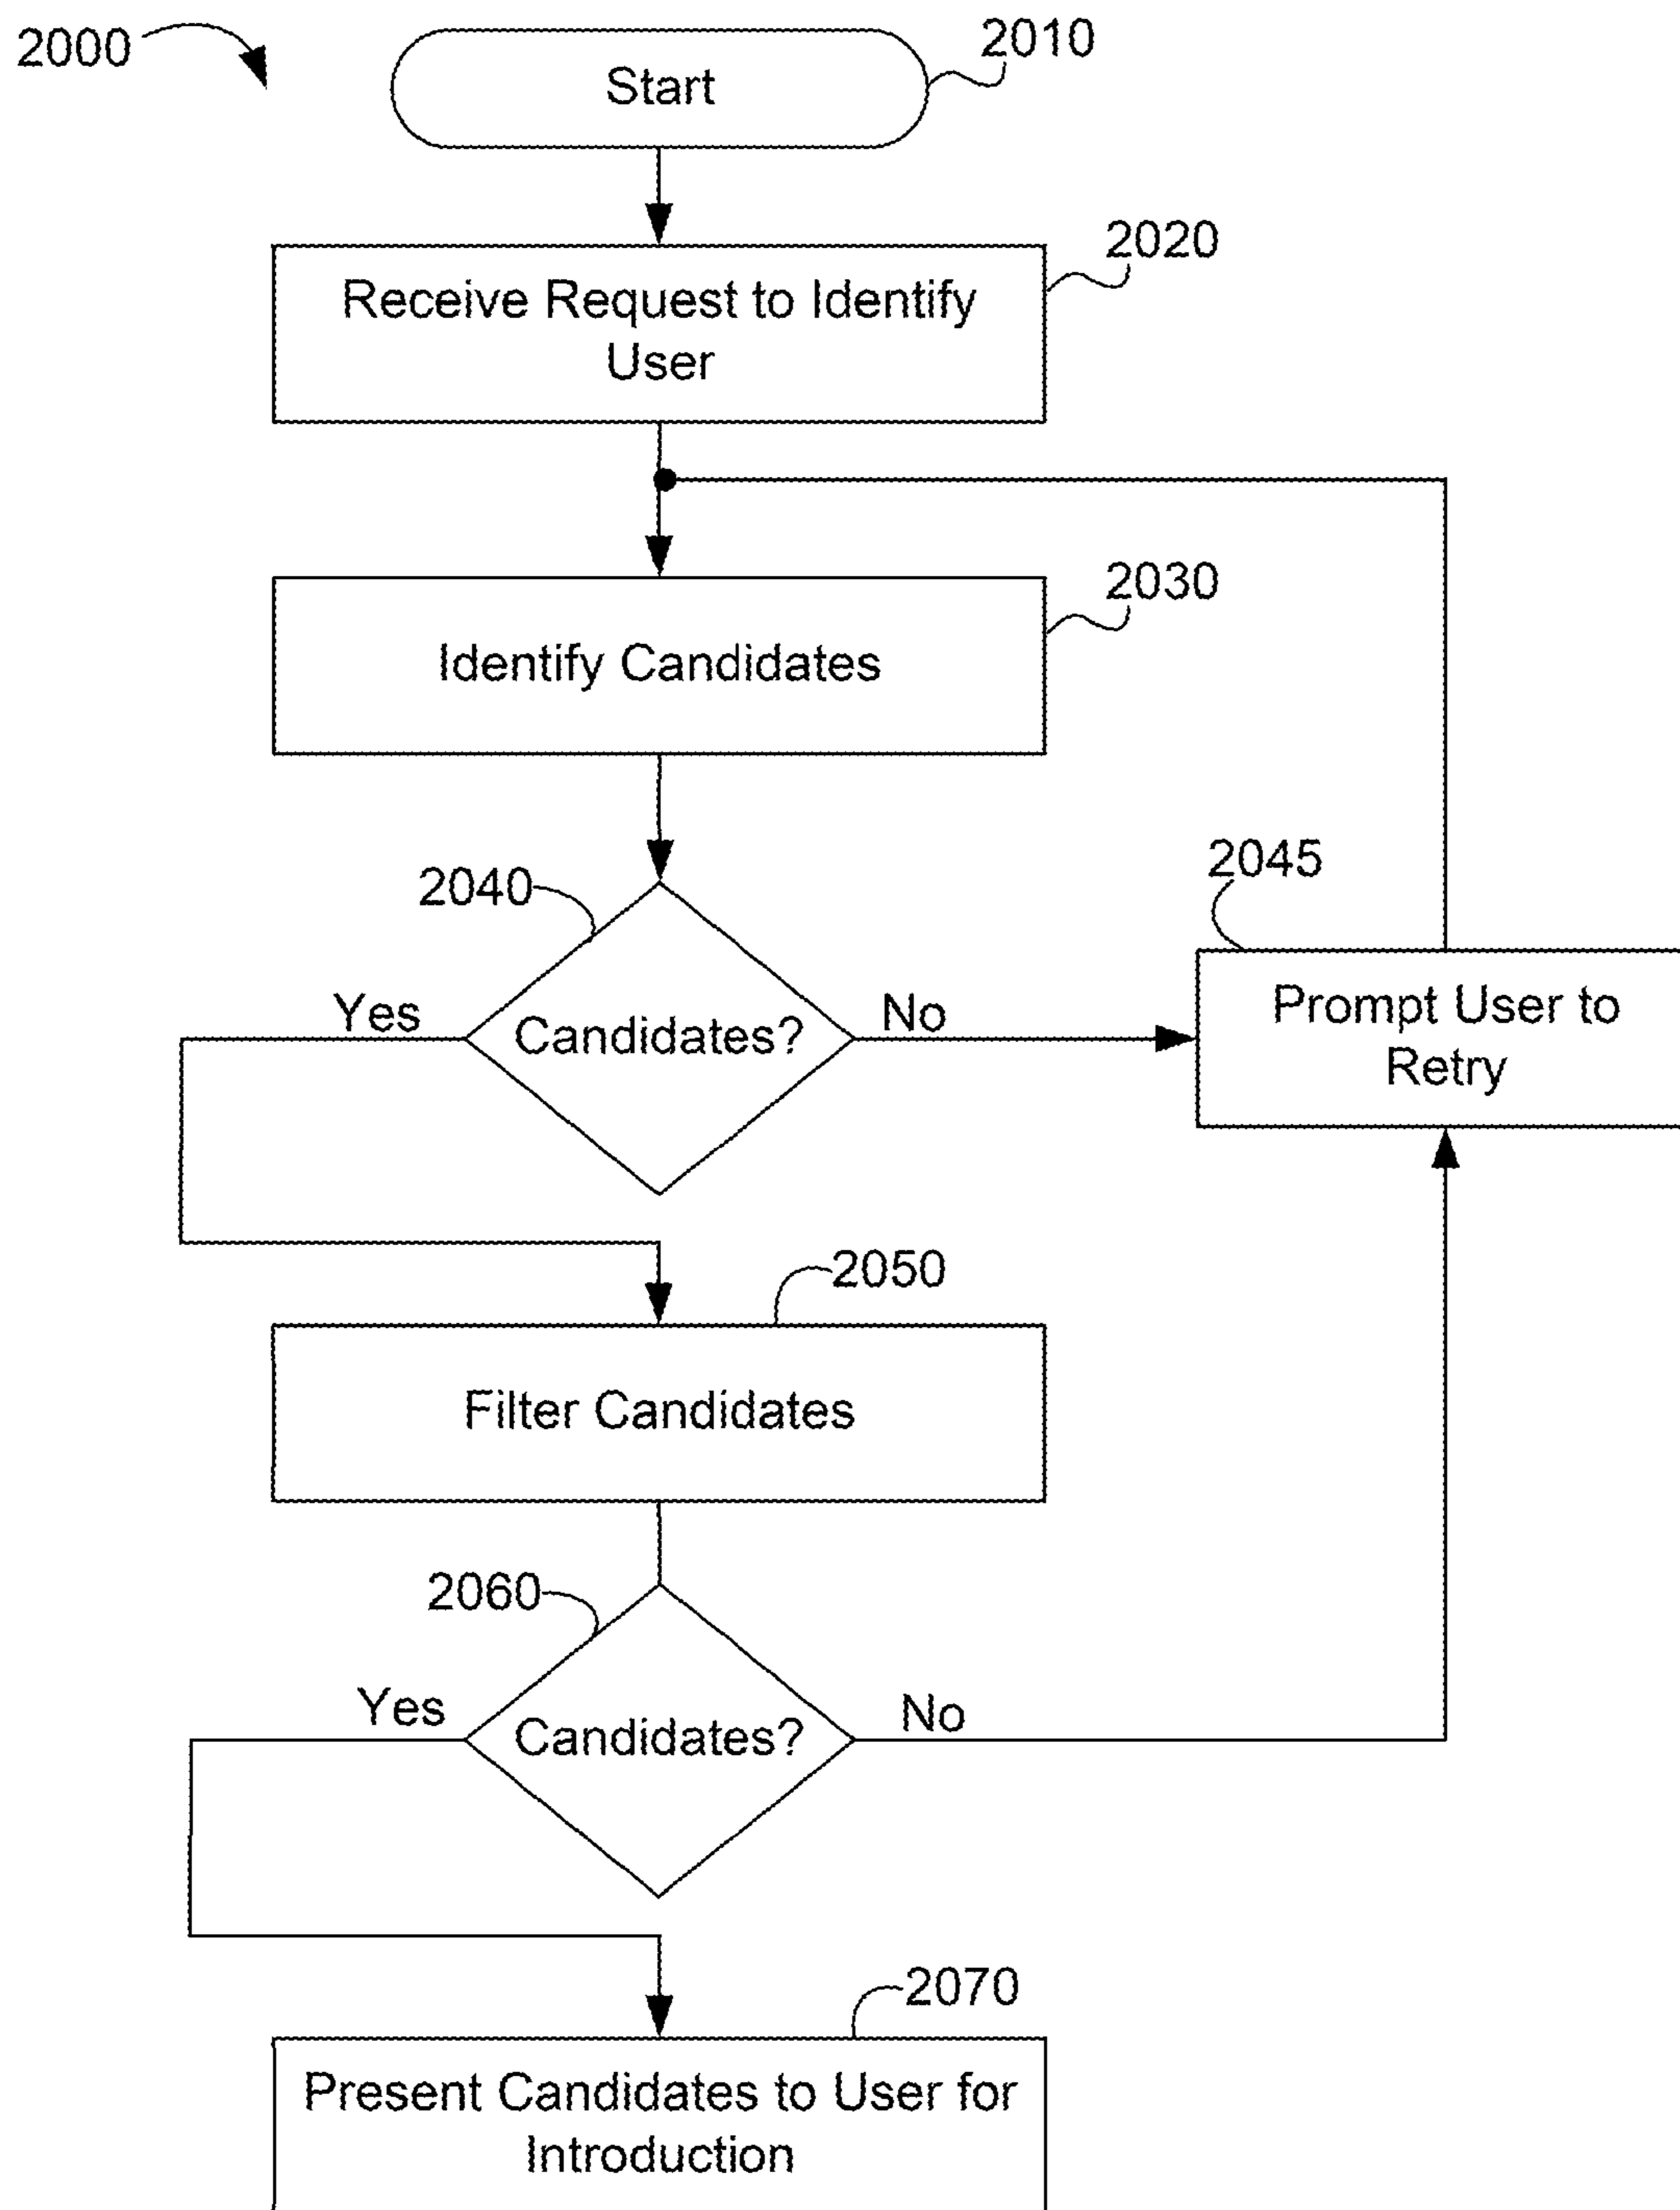 2000
Start
2010
2020
Receive Request to Identify
User
2030
Identify Candidates
2040
Candidates?
Yes
No
2045
Prompt User to
Retry
2050
Filter Candidates
2060
Candidates?
Yes
No
2070
Present Candidates to User for
Introduction